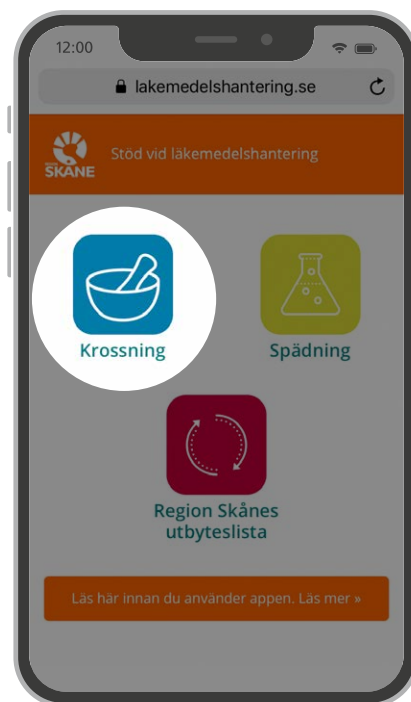 12:00
lakemedelshantering.se
SKÅNE
Stöd vid läkemedelshantering
Krossning
Spädning
Region Skånes
utbyteslista
Läs här innan du använder appen. Läs mer »